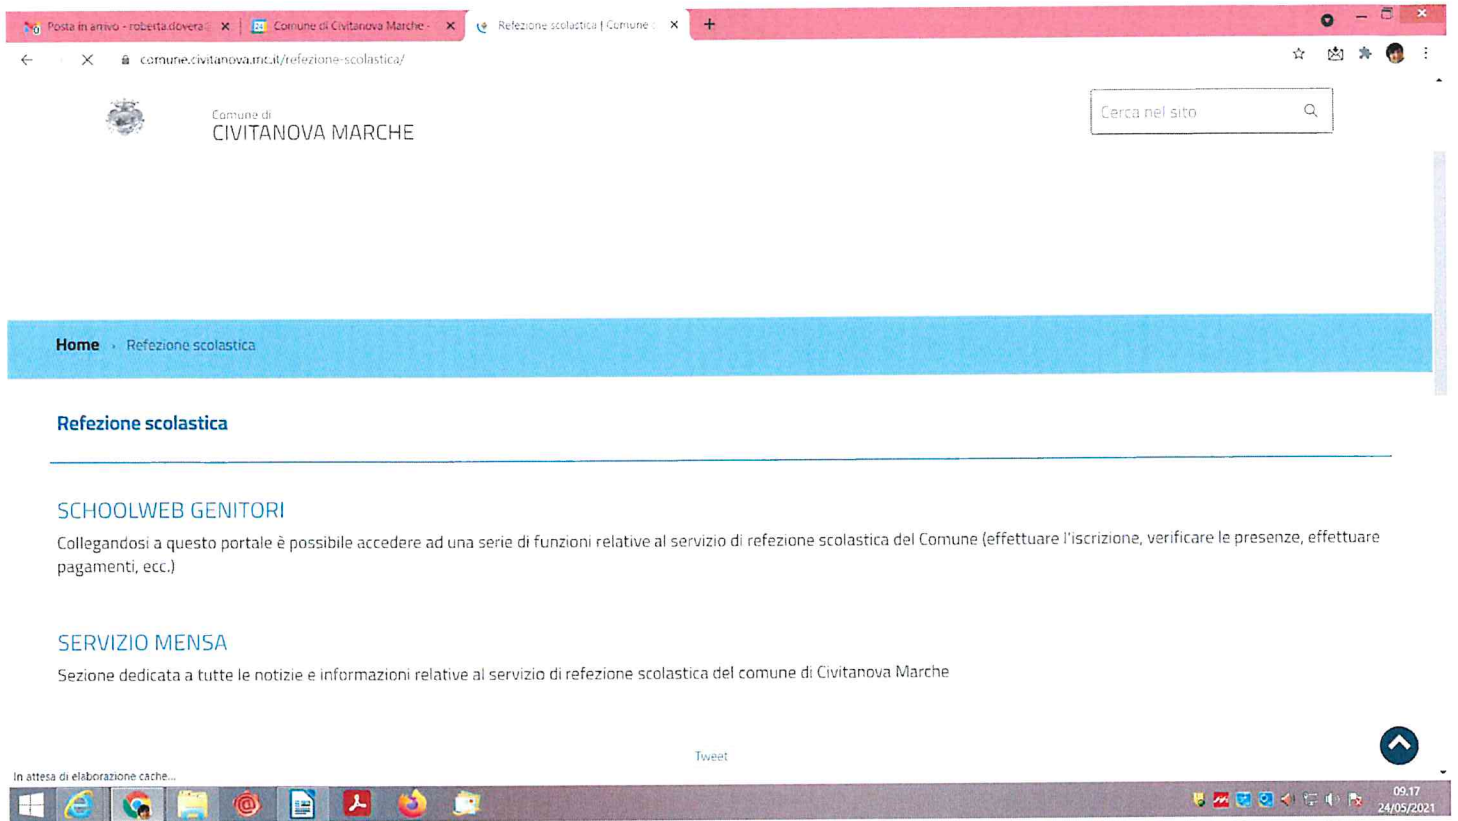 Posta in arrivo - roberta.dovera
Comune di Civitanova Marche -
Refezione scolastica | Comune
comune.civitanova.mc.it/refezione-scolastica/
Comune di
CIVITANOVA MARCHE
Cerca nel sito
Home › Refezione scolastica
Refezione scolastica
SCHOOLWEB GENITORI
Collegandosi a questo portale è possibile accedere ad una serie di funzioni relative al servizio di refezione scolastica del Comune (effettuare l'iscrizione, verificare le presenze, effettuare
pagamenti, ecc.)
SERVIZIO MENSA
Sezione dedicata a tutte le notizie e informazioni relative al servizio di refezione scolastica del comune di Civitanova Marche
Tweet
In attesa di elaborazione cache...
09.17
24/05/2021